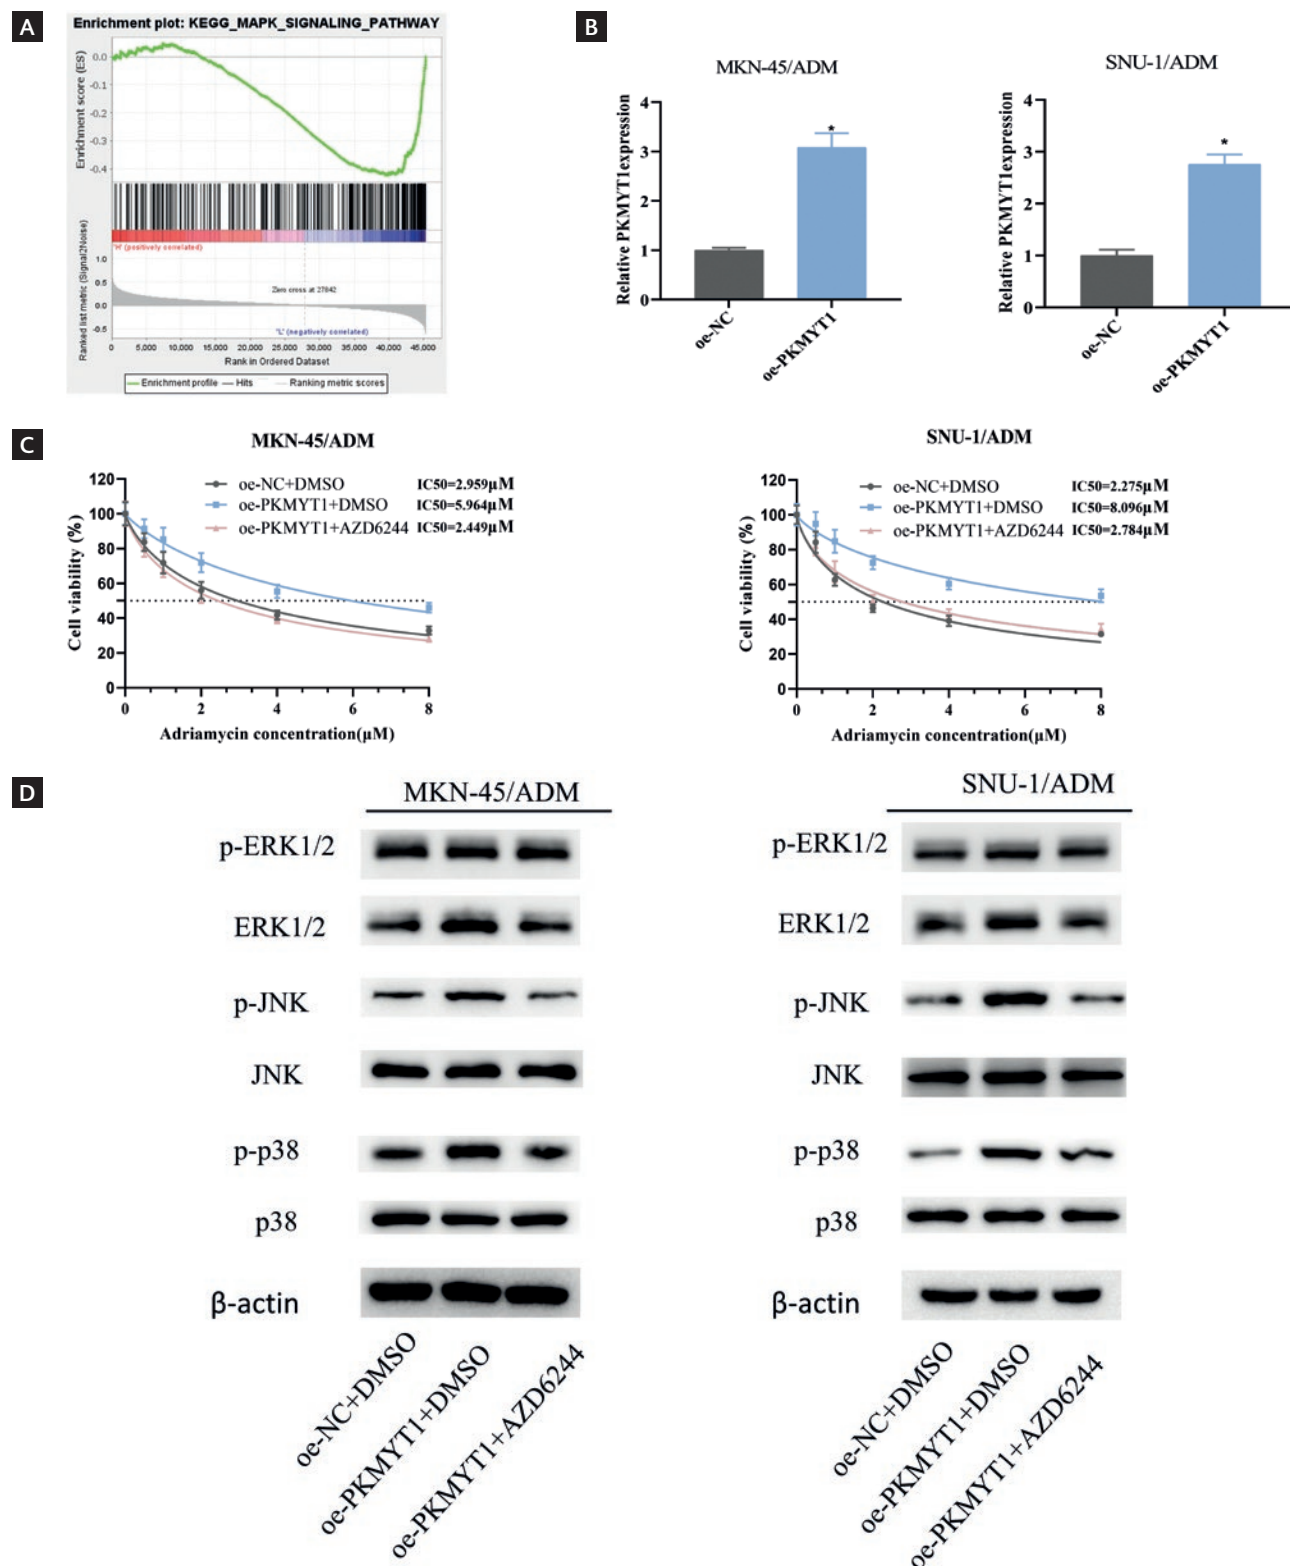 A
Enrichment plot: KEGG_MAPK_SIGNALING_PATHWAY
Enrichment score (ES)
0.0
-0.1
-0.2
-0.3
-0.4
'H' (positively correlated)
Ranked list metric (Signal2Noise)
1.0
0.5
0.0
-0.5
Zero cross at 27842
'L' (negatively correlated)
0 5,000 10,000 15,000 20,000 25,000 30,000 35,000 40,000 45,000
Rank in Ordered Dataset
Enrichment profile Hits Ranking metric scores
B
MKN-45/ADM
Relative PKMYT1expression
4
3
2
1
0
*
oe-NC
oe-PKMYT1
SNU-1/ADM
Relative PKMYT1expression
4
3
2
1
0
*
oe-NC
oe-PKMYT1
C
MKN-45/ADM
Cell viability (%)
120
100
80
60
40
20
0
oe-NC+DMSO IC50=2.959μM
oe-PKMYT1+DMSO IC50=5.964μM
oe-PKMYT1+AZD6244 IC50=2.449μM
0 2 4 6 8
Adriamycin concentration(μM)
SNU-1/ADM
Cell viability (%)
120
100
80
60
40
20
0
oe-NC+DMSO IC50=2.275μM
oe-PKMYT1+DMSO IC50=8.096μM
oe-PKMYT1+AZD6244 IC50=2.784μM
0 2 4 6 8
Adriamycin concentration(μM)
D
MKN-45/ADM
p-ERK1/2
ERK1/2
p-JNK
JNK
p-p38
p38
β-actin
oe-NC+DMSO
oe-PKMYT1+DMSO
oe-PKMYT1+AZD6244
SNU-1/ADM
p-ERK1/2
ERK1/2
p-JNK
JNK
p-p38
p38
β-actin
oe-NC+DMSO
oe-PKMYT1+DMSO
oe-PKMYT1+AZD6244